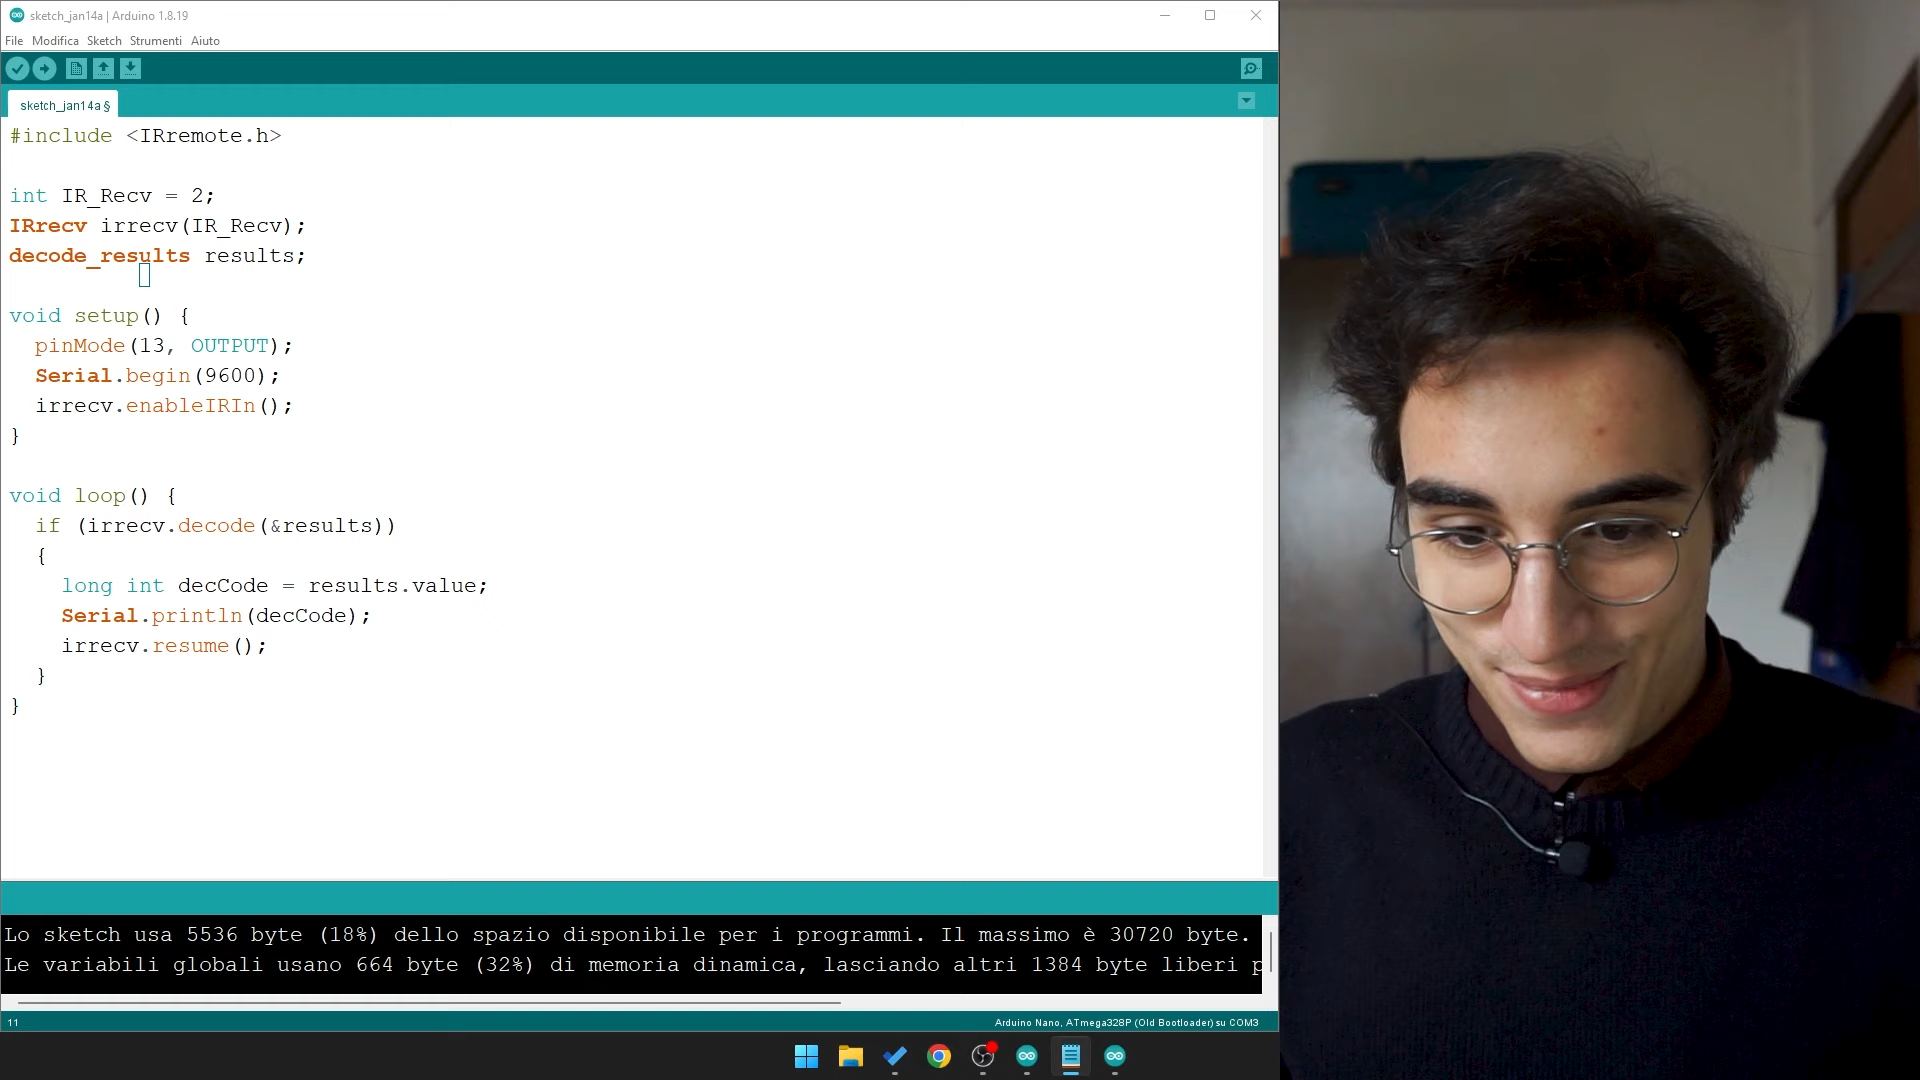 sketch_jan14a | Arduino 1.8.19
File Modifica Sketch Strumenti Aiuto
sketch_jan14a §
#include <IRremote.h>
int IR_Recv = 2;
IRrecv irrecv(IR_Recv);
decode_results results;
void setup() {
pinMode(13, OUTPUT);
Serial.begin(9600);
irrecv.enableIRIn();
}
void loop() {
if (irrecv.decode(&results))
{
long int decCode = results.value;
Serial.println(decCode);
irrecv.resume();
}
}
Lo sketch usa 5536 byte (18%) dello spazio disponibile per i programmi. Il massimo è 30720 byte.
Le variabili globali usano 664 byte (32%) di memoria dinamica, lasciando altri 1384 byte liberi p
11
Arduino Nano, ATmega328P (Old Bootloader) su COM3